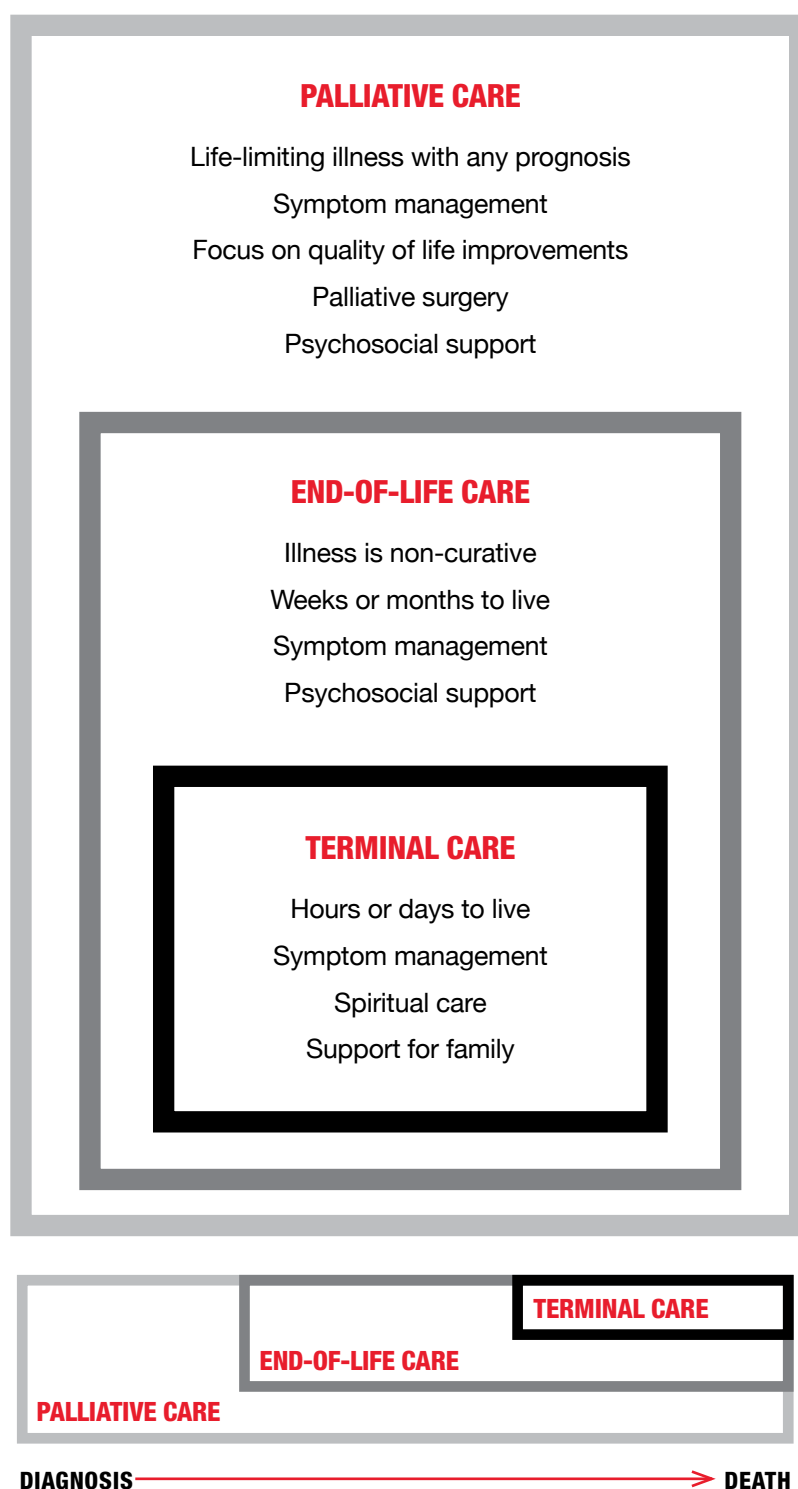 PALLIATIVE CARE
Life-limiting illness with any prognosis
Symptom management
Focus on quality of life improvements
Palliative surgery
Psychosocial support
END-OF-LIFE CARE
Illness is non-curative
Weeks or months to live
Symptom management
Psychosocial support
TERMINAL CARE
Hours or days to live
Symptom management
Spiritual care
Support for family
TERMINAL CARE
END-OF-LIFE CARE
PALLIATIVE CARE
DIAGNOSIS DEATH